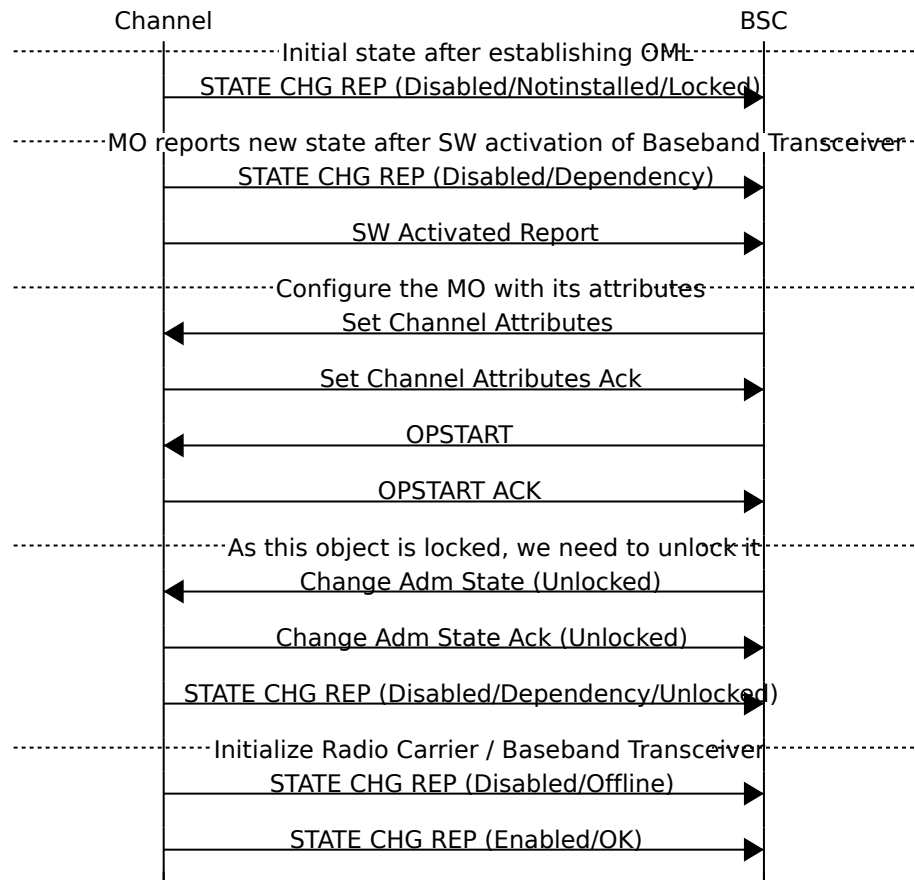 Channel BSC
Initial state after establishing OML
STATE CHG REP (Disabled/Notinstalled/Locked)
MO reports new state after SW activation of Baseband Transceiver
STATE CHG REP (Disabled/Dependency)
SW Activated Report
Configure the MO with its attributes
Set Channel Attributes
Set Channel Attributes Ack
OPSTART
OPSTART ACK
As this object is locked, we need to unlock it
Change Adm State (Unlocked)
Change Adm State Ack (Unlocked)
STATE CHG REP (Disabled/Dependency/Unlocked)
Initialize Radio Carrier / Baseband Transceiver
STATE CHG REP (Disabled/Offline)
STATE CHG REP (Enabled/OK)